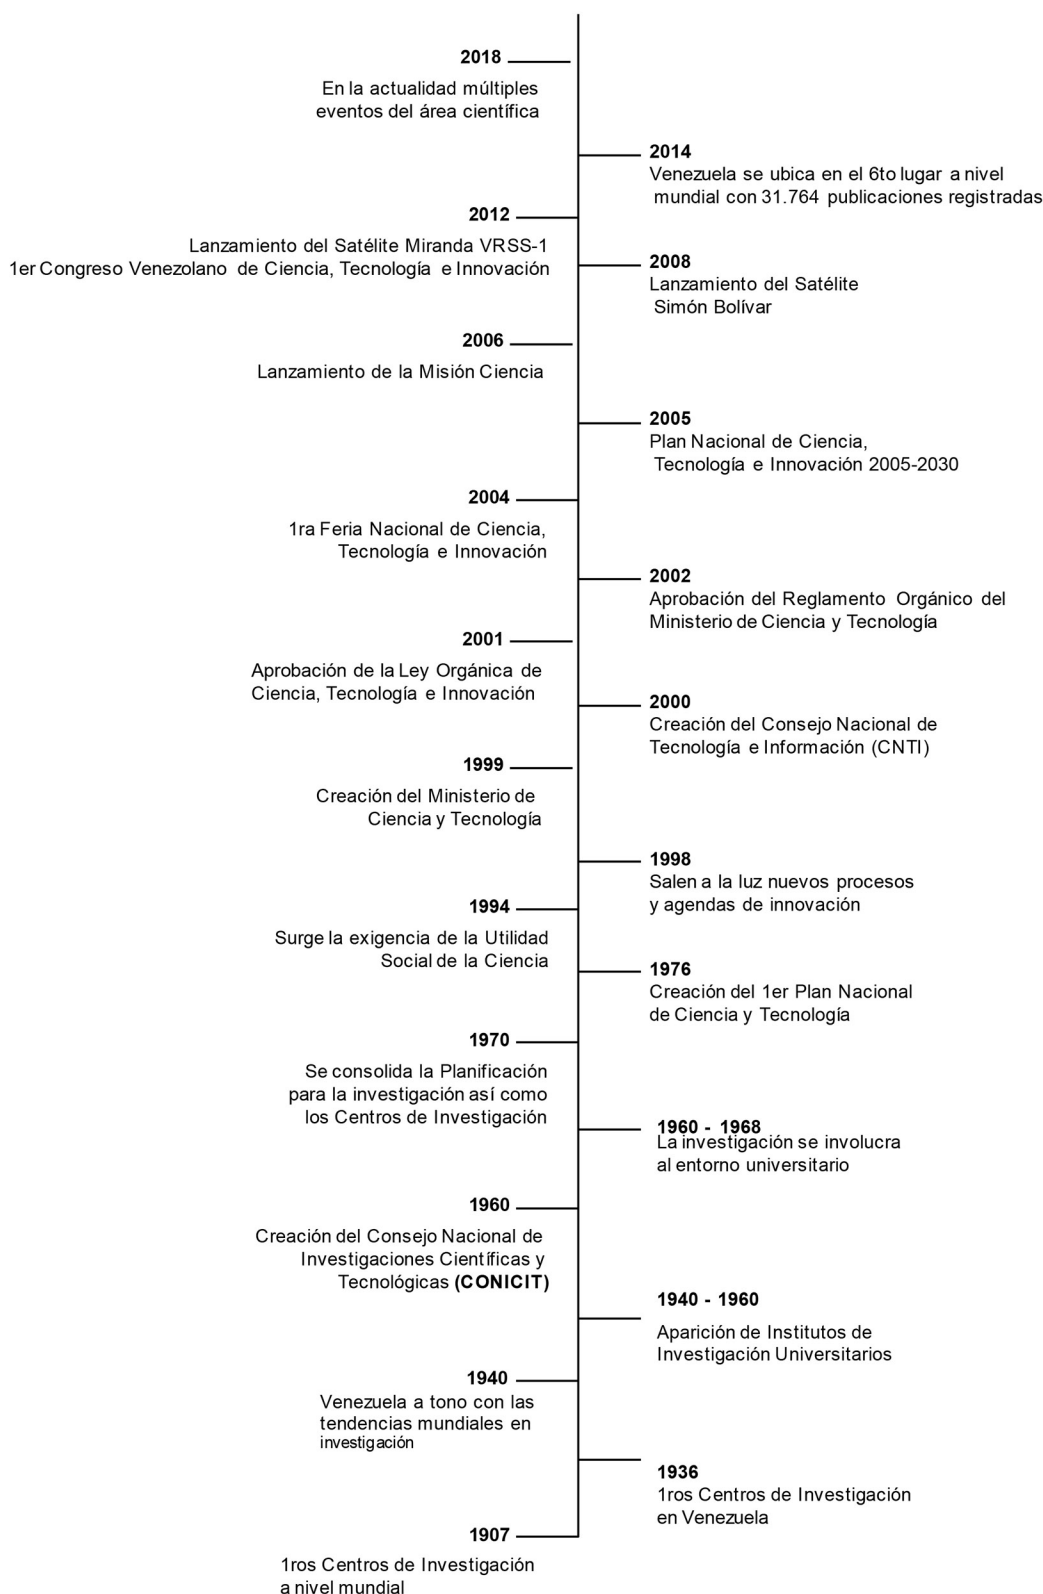 2018
En la actualidad múltiples
eventos del área científica
2014
Venezuela se ubica en el 6to lugar a nivel
mundial con 31.764 publicaciones registradas
2012
Lanzamiento del Satélite Miranda VRSS-1
1er Congreso Venezolano de Ciencia, Tecnología e Innovación
2008
Lanzamiento del Satélite
Simón Bolívar
2006
Lanzamiento de la Misión Ciencia
2005
Plan Nacional de Ciencia,
Tecnología e Innovación 2005-2030
2004
1ra Feria Nacional de Ciencia,
Tecnología e Innovación
2002
Aprobación del Reglamento Orgánico del
Ministerio de Ciencia y Tecnología
2001
Aprobación de la Ley Orgánica de
Ciencia, Tecnología e Innovación
2000
Creación del Consejo Nacional de
Tecnología e Información (CNTI)
1999
Creación del Ministerio de
Ciencia y Tecnología
1998
Salen a la luz nuevos procesos
y agendas de innovación
1994
Surge la exigencia de la Utilidad
Social de la Ciencia
1976
Creación del 1er Plan Nacional
de Ciencia y Tecnología
1970
Se consolida la Planificación
para la investigación así como
los Centros de Investigación
1960 - 1968
La investigación se involucra
al entorno universitario
1960
Creación del Consejo Nacional de
Investigaciones Científicas y
Tecnológicas (CONICIT)
1940 - 1960
Aparición de Institutos de
Investigación Universitarios
1940
Venezuela a tono con las
tendencias mundiales en
investigación
1936
1ros Centros de Investigación
en Venezuela
1907
1ros Centros de Investigación
a nivel mundial